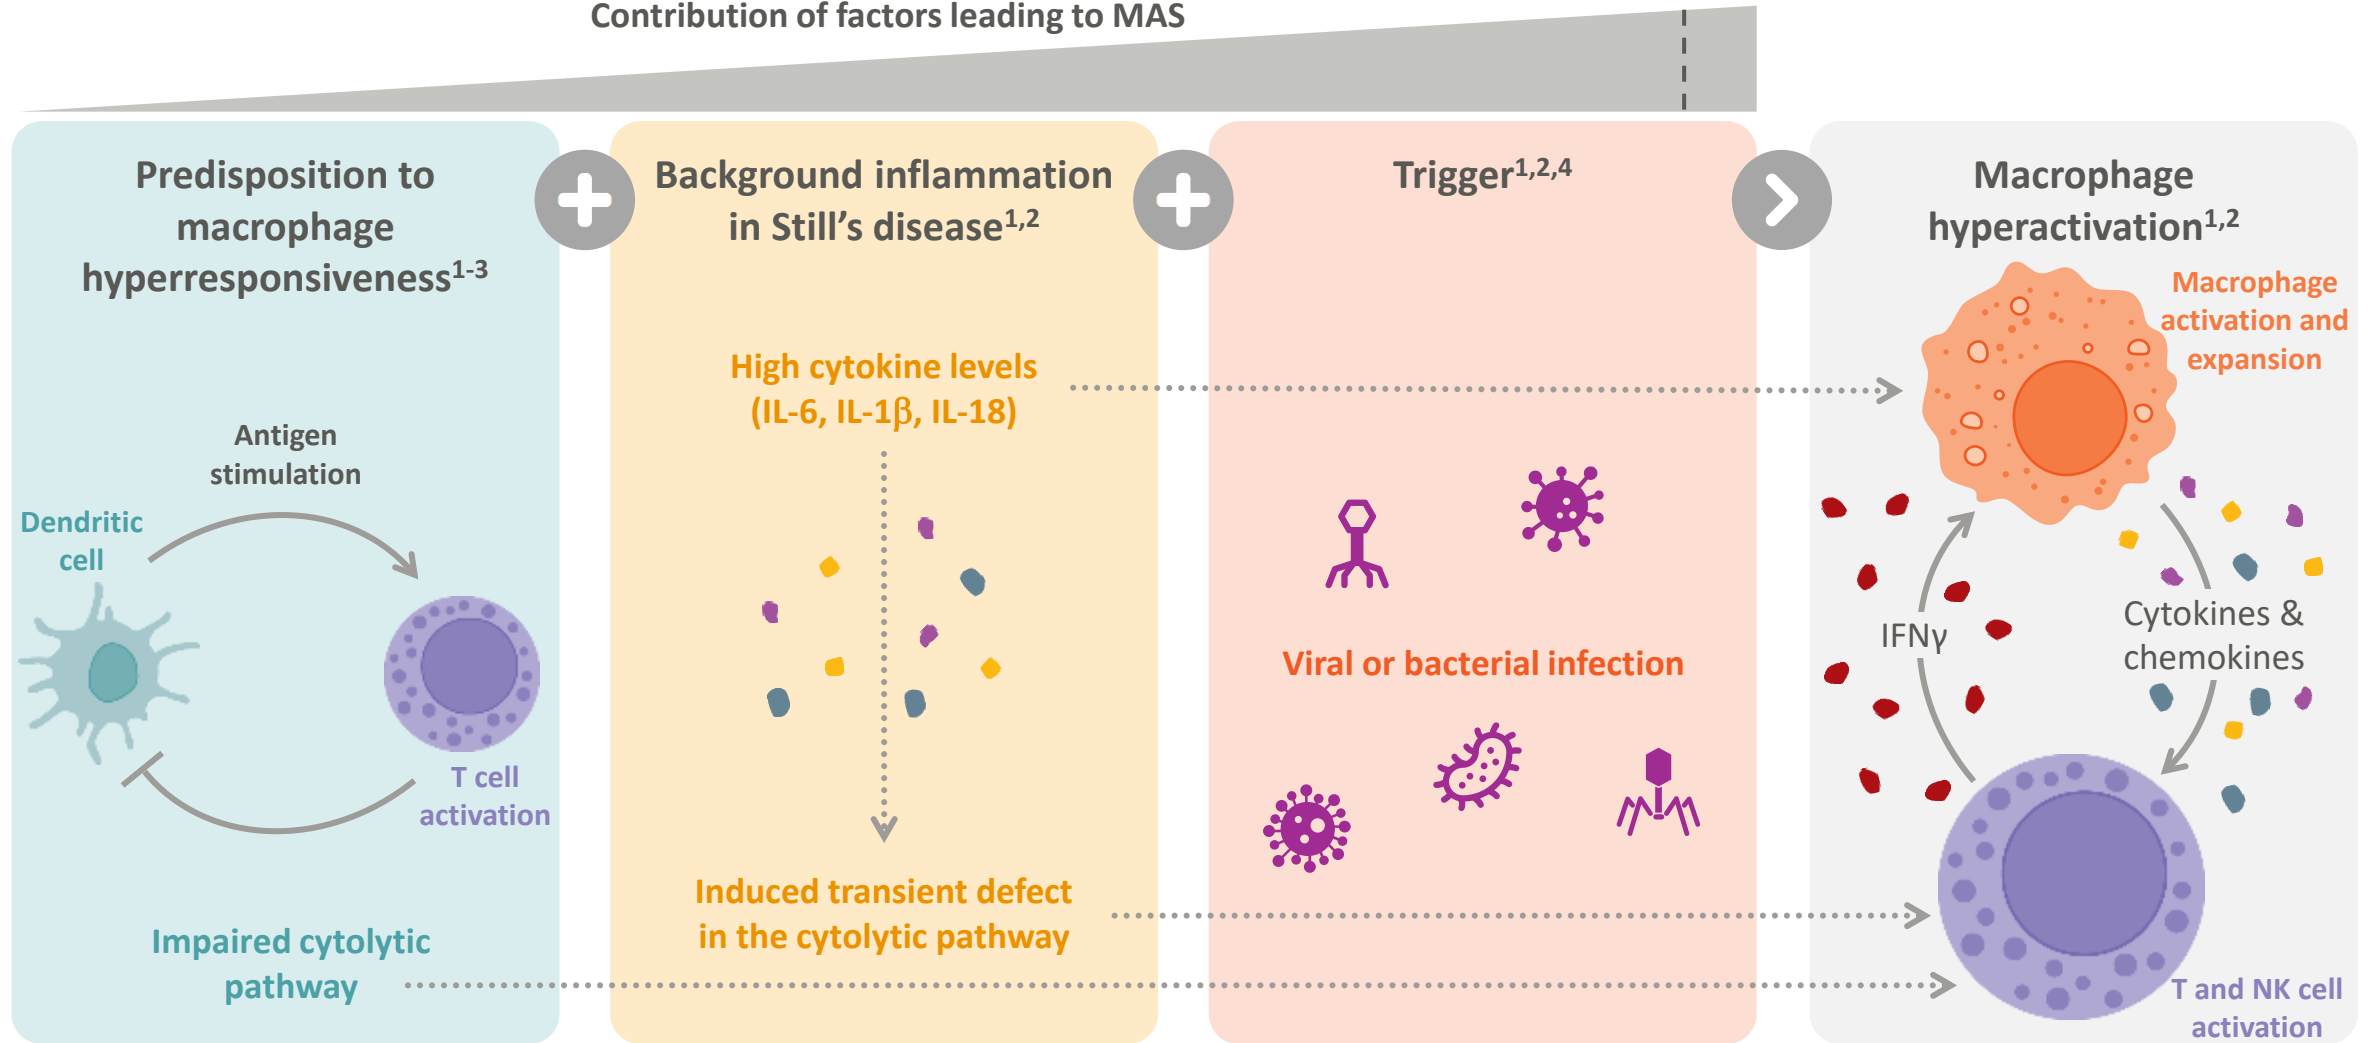 Contribution of factors leading to MAS
Predisposition to
macrophage
hyperresponsiveness1-3
Antigen
stimulation
Dendritic
cell
T cell
activation
Impaired cytolytic
pathway
Background inflammation
in Still’s disease1,2
High cytokine levels
(IL-6, IL-1β, IL-18)
Induced transient defect
in the cytolytic pathway
Trigger1,2,4
Viral or bacterial infection
Macrophage
hyperactivation1,2
Macrophage
activation and
expansion
IFNγ
Cytokines &
chemokines
T and NK cell
activation